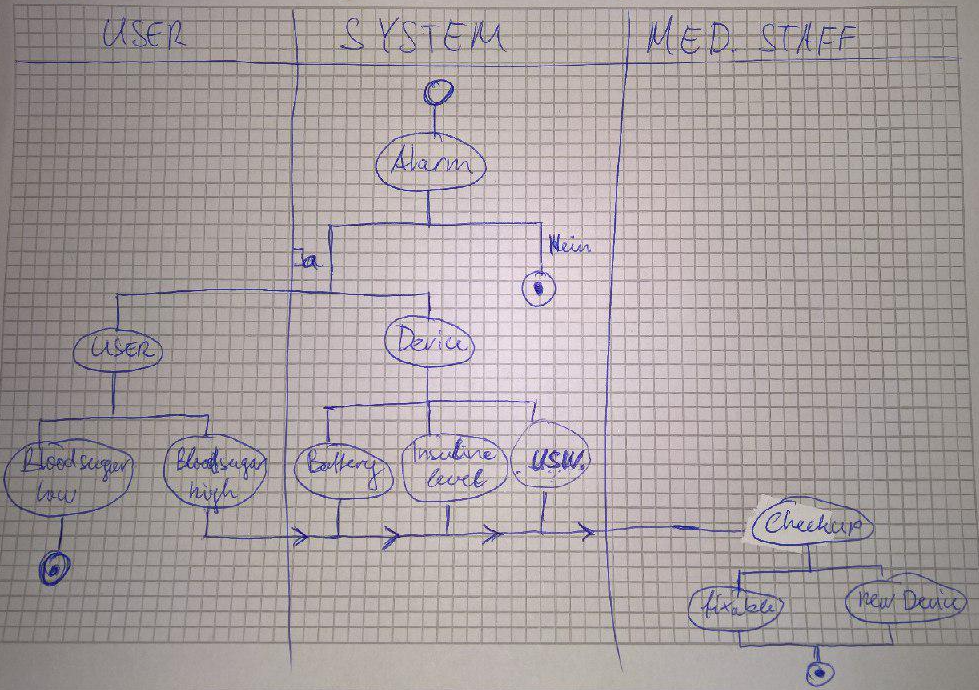 USER
SYSTEM
MED. STAFF
Alarm
Ja
Nein
USER
Device
Bloodsugar
low
Bloodsugar
high
Battery
Insuline
level
usw.
Checkup
fixable
new Device